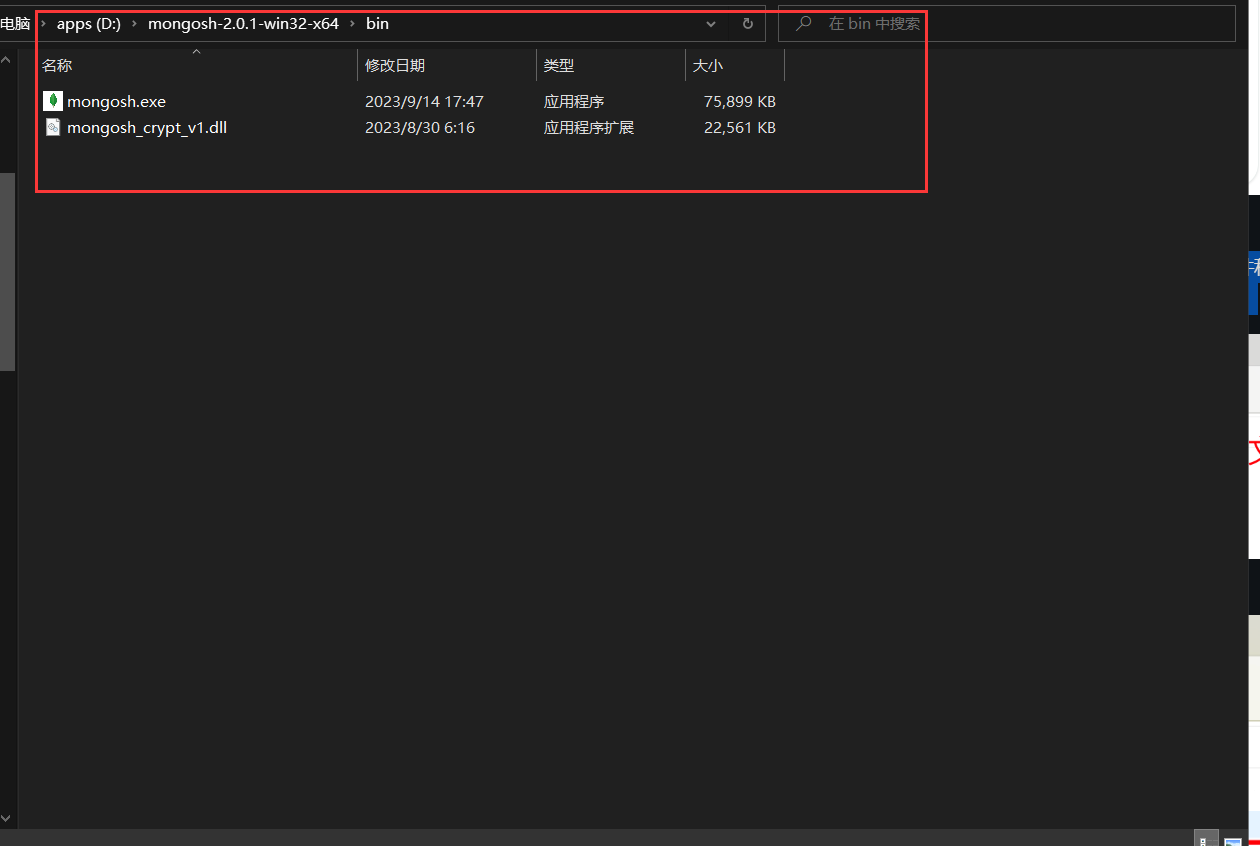 电脑 › apps (D:) › mongosh-2.0.1-win32-x64 › bin
在 bin 中搜索
名称 修改日期 类型 大小
mongosh.exe 2023/9/14 17:47 应用程序 75,899 KB
mongosh_crypt_v1.dll 2023/8/30 6:16 应用程序扩展 22,561 KB